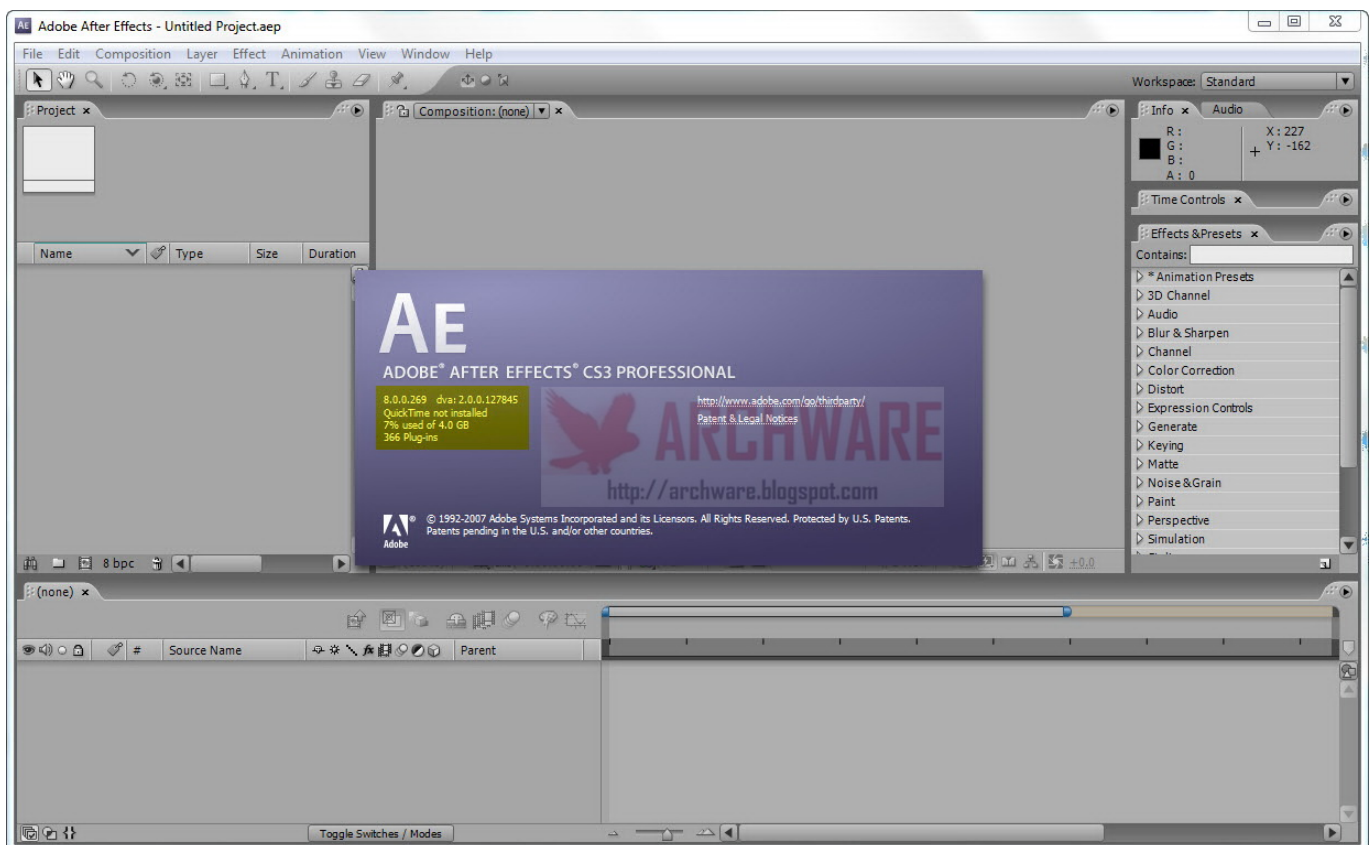 AE Adobe After Effects - Untitled Project.aep
File Edit Composition Layer Effect Animation View Window Help
Workspace: Standard
Project
Composition: (none)
Info Audio
R :
G :
B :
A : 0
X : 227
Y : -162
Time Controls
Effects &Presets
Contains:
Name Type Size Duration
* Animation Presets
3D Channel
Audio
Blur & Sharpen
Channel
Color Correction
Distort
Expression Controls
Generate
Keying
Matte
Noise &Grain
Paint
Perspective
Simulation
AE
ADOBE® AFTER EFFECTS® CS3 PROFESSIONAL
8.0.0.269 dva: 2.0.0.127845
QuickTime not installed
7% used of 4.0 GB
366 Plug-ins
http://www.adobe.com/go/thirdparty/
Patent & Legal Notices
ARCHWARE
http://archware.blogspot.com
Adobe
© 1992-2007 Adobe Systems Incorporated and its Licensors. All Rights Reserved. Protected by U.S. Patents.
Patents pending in the U.S. and/or other countries.
8 bpc
+0.0
(none)
# Source Name Parent
Toggle Switches / Modes